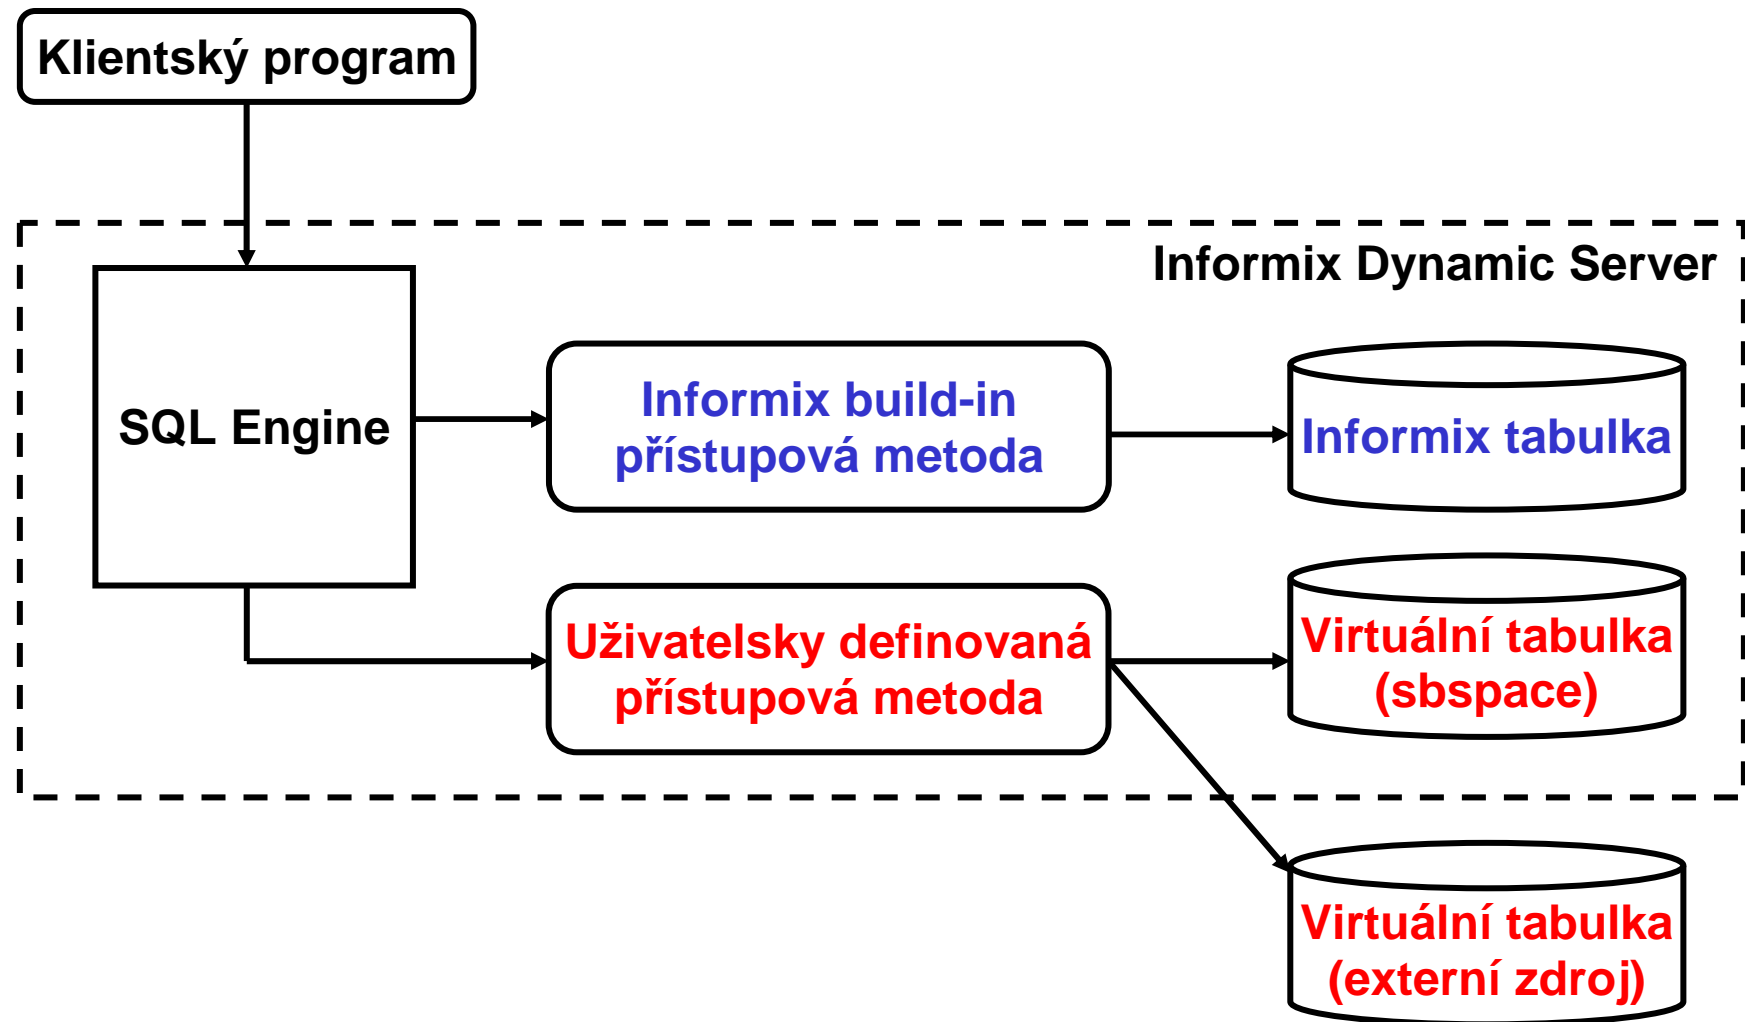 Klientský program
Informix Dynamic Server
SQL Engine
Informix build-in
přístupová metoda
Informix tabulka
Uživatelsky definovaná
přístupová metoda
Virtuální tabulka
(sbspace)
Virtuální tabulka
(externí zdroj)